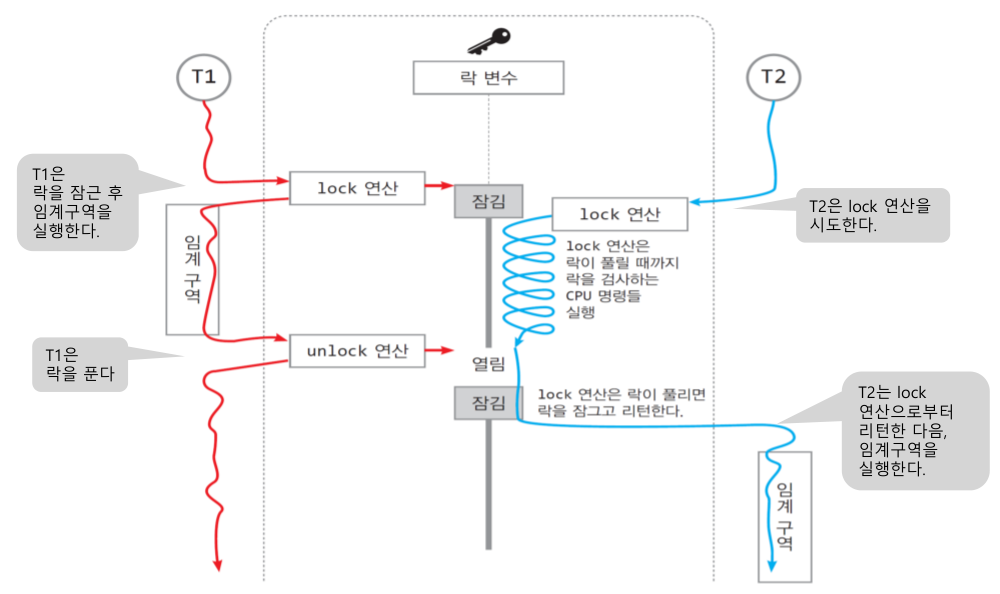 T1
락 변수
T2
T1은
락을 잠근 후
임계구역을
실행한다.
lock 연산
잠김
lock 연산
T2은 lock 연산을
시도한다.
임계 구역
lock 연산은
락이 풀릴 때까지
락을 검사하는
CPU 명령들
실행
T1은
락을 푼다
unlock 연산
열림
잠김
lock 연산은 락이 풀리면
락을 잠그고 리턴한다.
T2는 lock
연산으로부터
리턴한 다음,
임계구역을
실행한다.
임계 구역